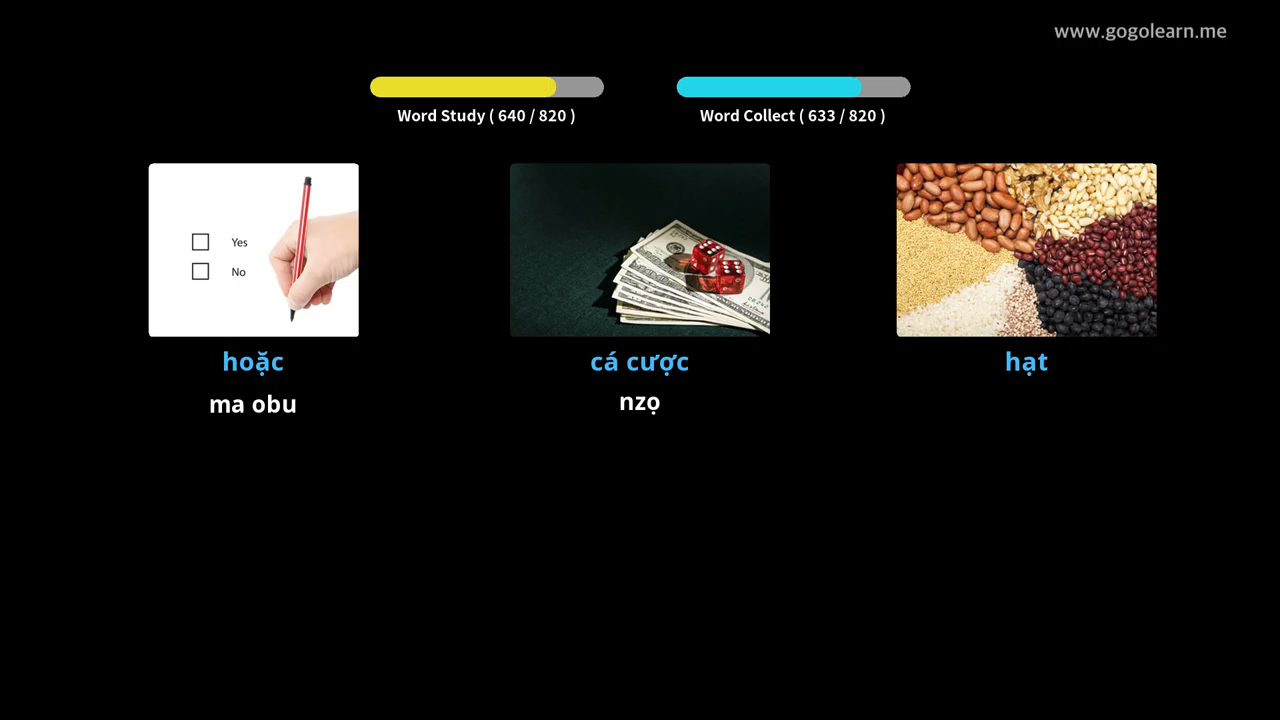 www.gogolearn.me
Word Study ( 640 / 820 )
Word Collect ( 633 / 820 )
Yes
No
hoặc
cá cược
hạt
ma obu
nzọ